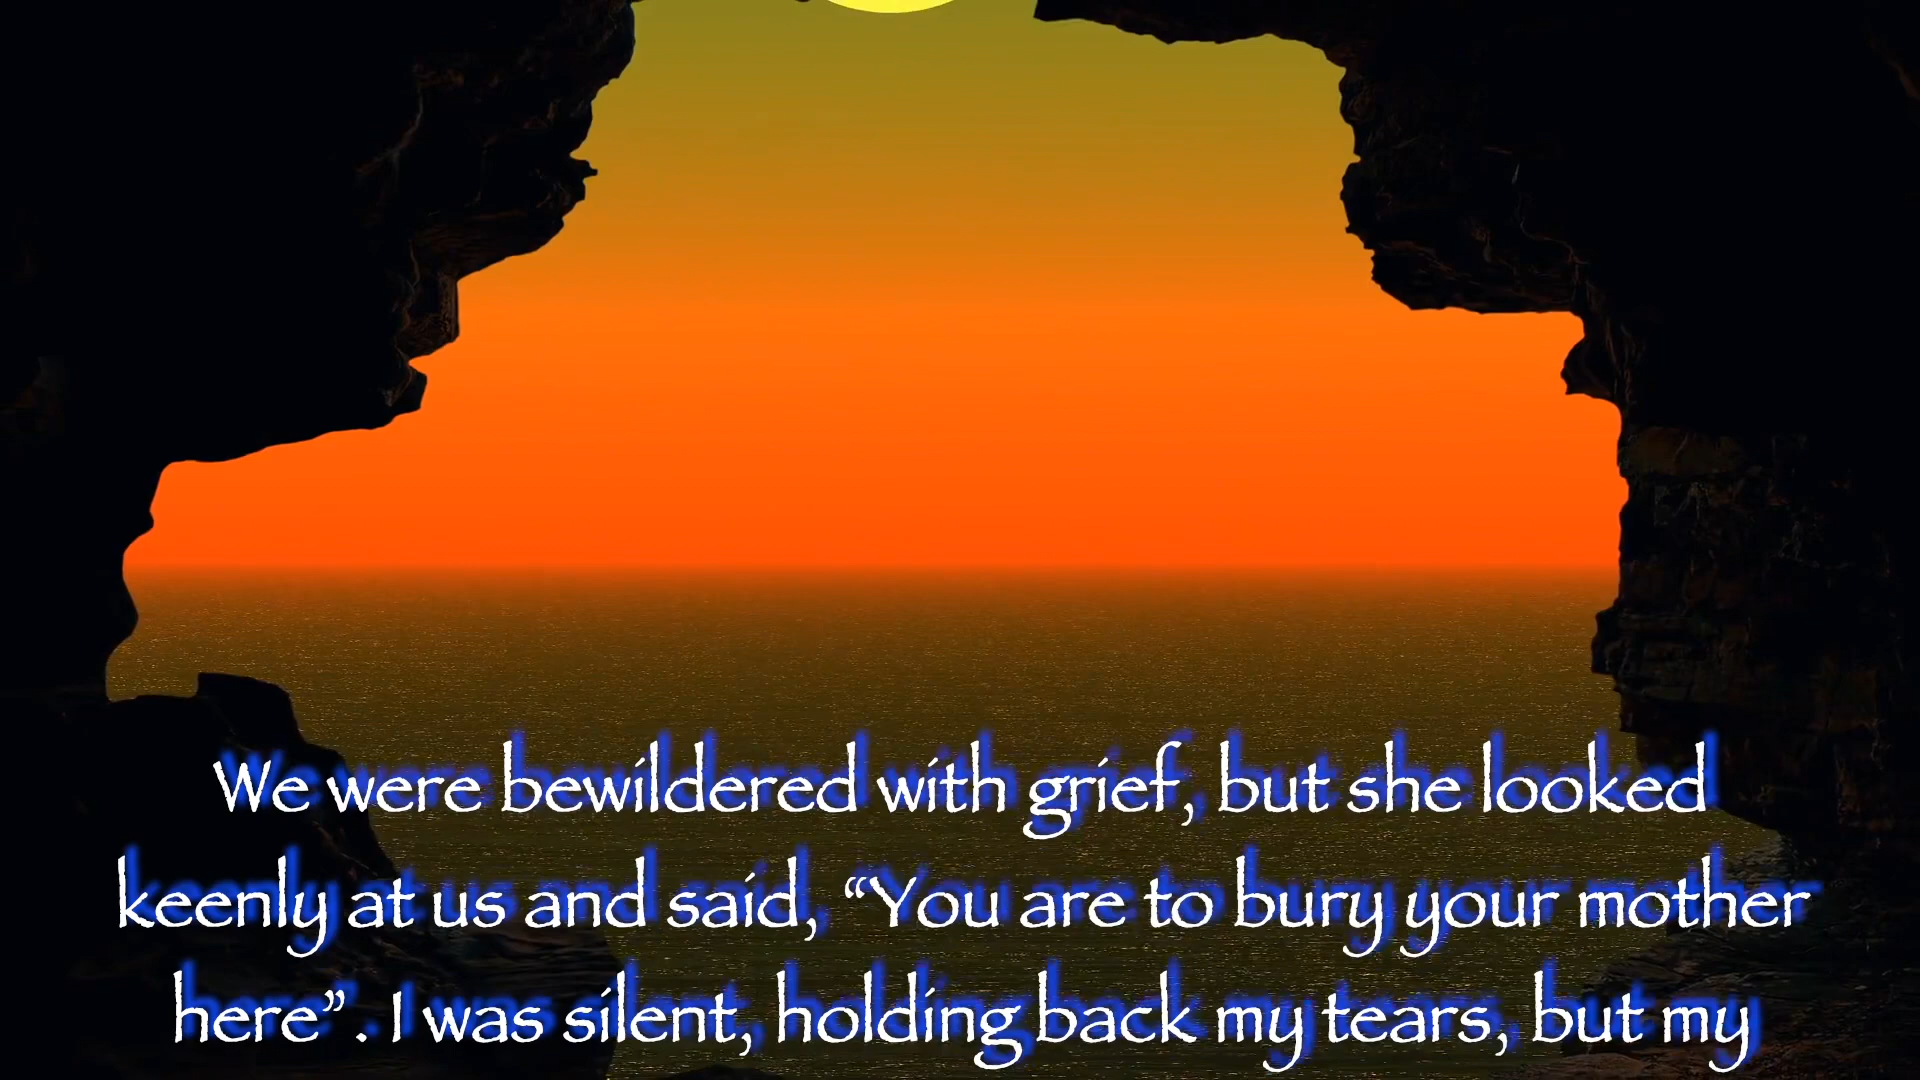 We were bewildered with grief, but she looked
keenly at us and said, “You are to bury your mother
here”. I was silent, holding back my tears, but my